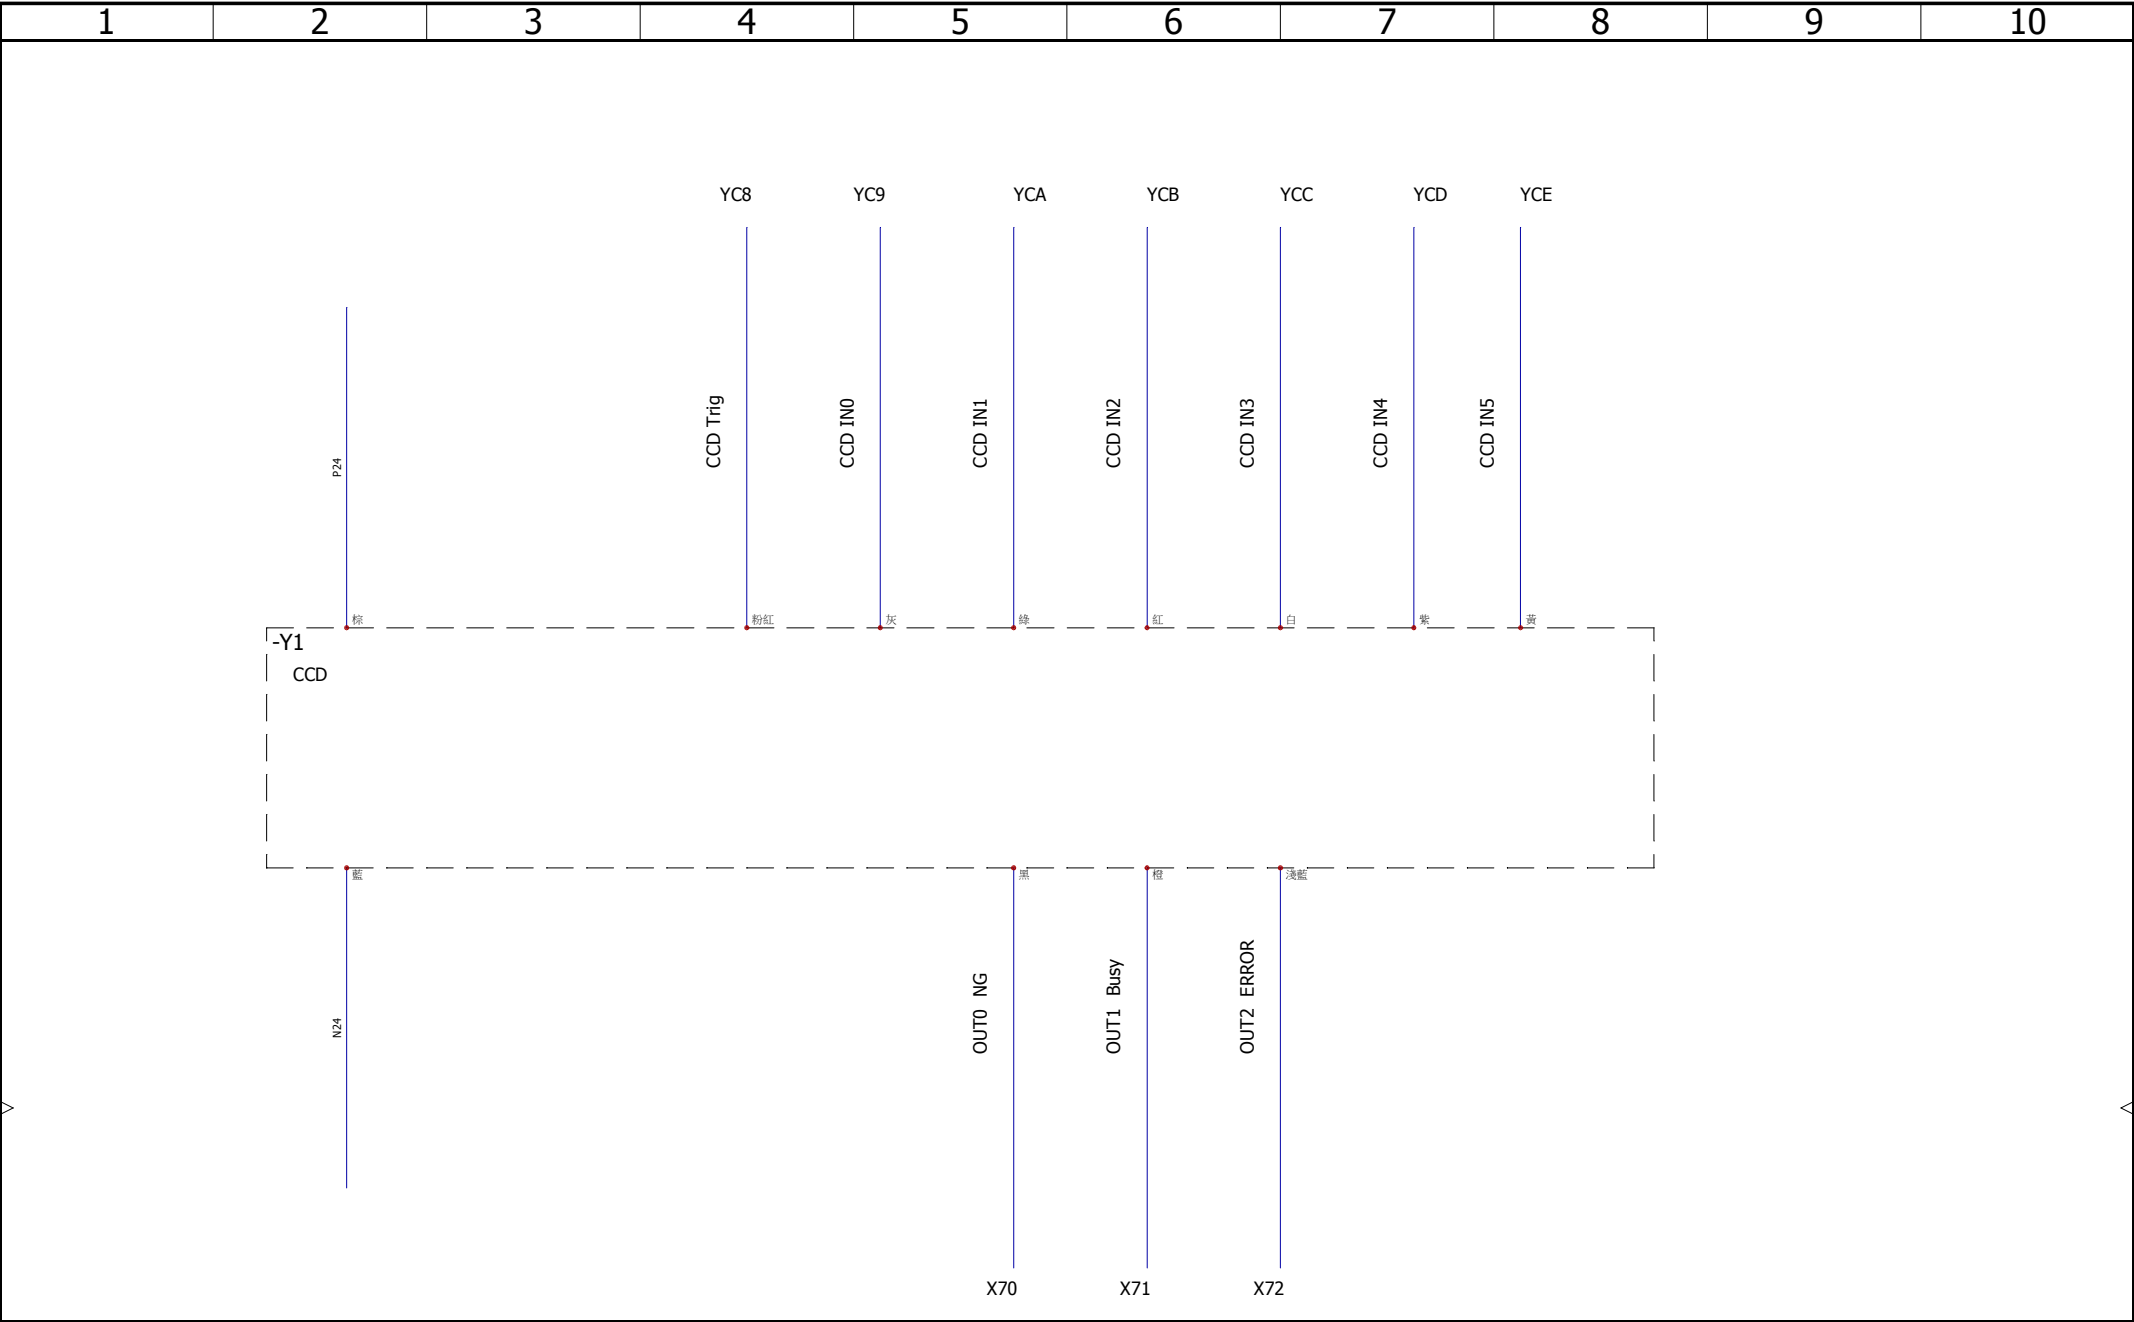 1 2 3 4 5 6 7 8 9 10
YC8 YC9 YCA YCB YCC YCD YCE
P24
CCD Trig
CCD IN0
CCD IN1
CCD IN2
CCD IN3
CCD IN4
CCD IN5
棕 粉紅 灰 綠 紅 白 紫 黃
-Y1
CCD
藍 黑 橙 淺藍
N24
OUT0 NG
OUT1 Busy
OUT2 ERROR
X70 X71 X72